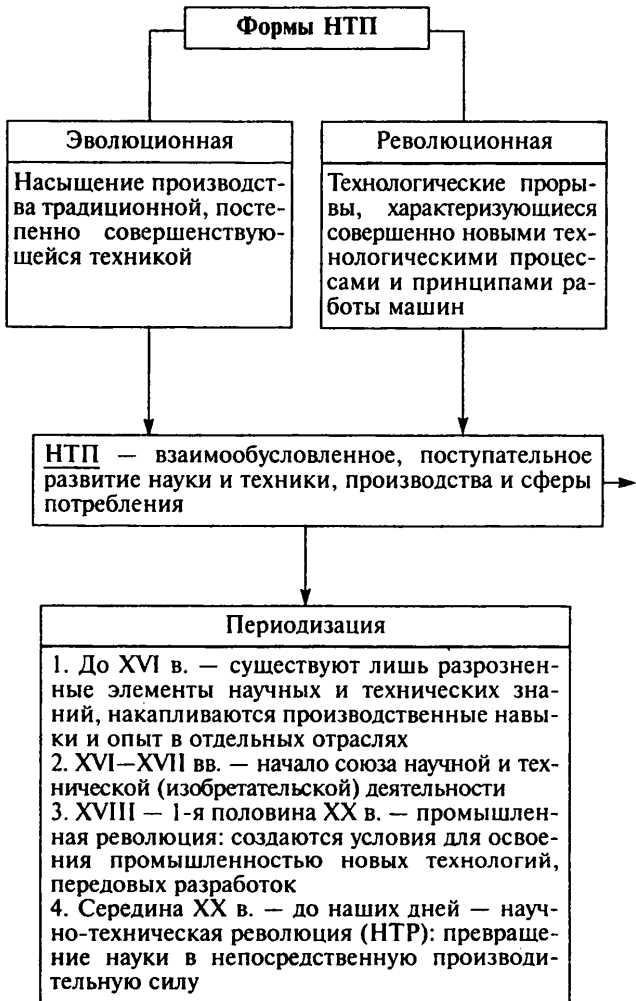 Формы НТП
Эволюционная
Насыщение производст-
ва традиционной, посте-
пенно совершенствую-
щейся техникой
Революционная
Технологические проры-
вы, характеризующиеся
совершенно новыми тех-
нологическими процес-
сами и принципами ра-
боты машин
НТП — взаимообусловленное, поступательное
развитие науки и техники, производства и сферы
потребления
Периодизация
1. До XVI в. — существуют лишь разрознен-
ные элементы научных и технических зна-
ний, накапливаются производственные навы-
ки и опыт в отдельных отраслях
2. XVI—XVII вв. — начало союза научной и тех-
нической (изобретательской) деятельности
3. XVIII — 1-я половина XX в. — промышлен-
ная революция: создаются условия для освое-
ния промышленностью новых технологий,
передовых разработок
4. Середина XX в. — до наших дней — науч-
но-техническая революция (НТР): превраще-
ние науки в непосредственную производи-
тельную силу